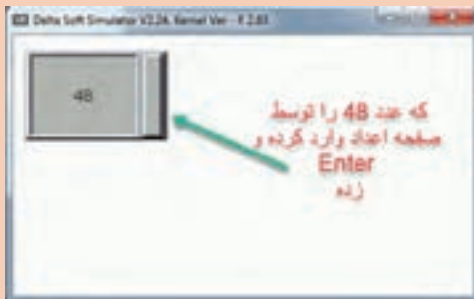 Delta Soft Simulator V2.24, Kernel Ver - F 2.83
48
که عدد 48 را توسط
صفحه اعداد وارد کرده و
Enter
زده